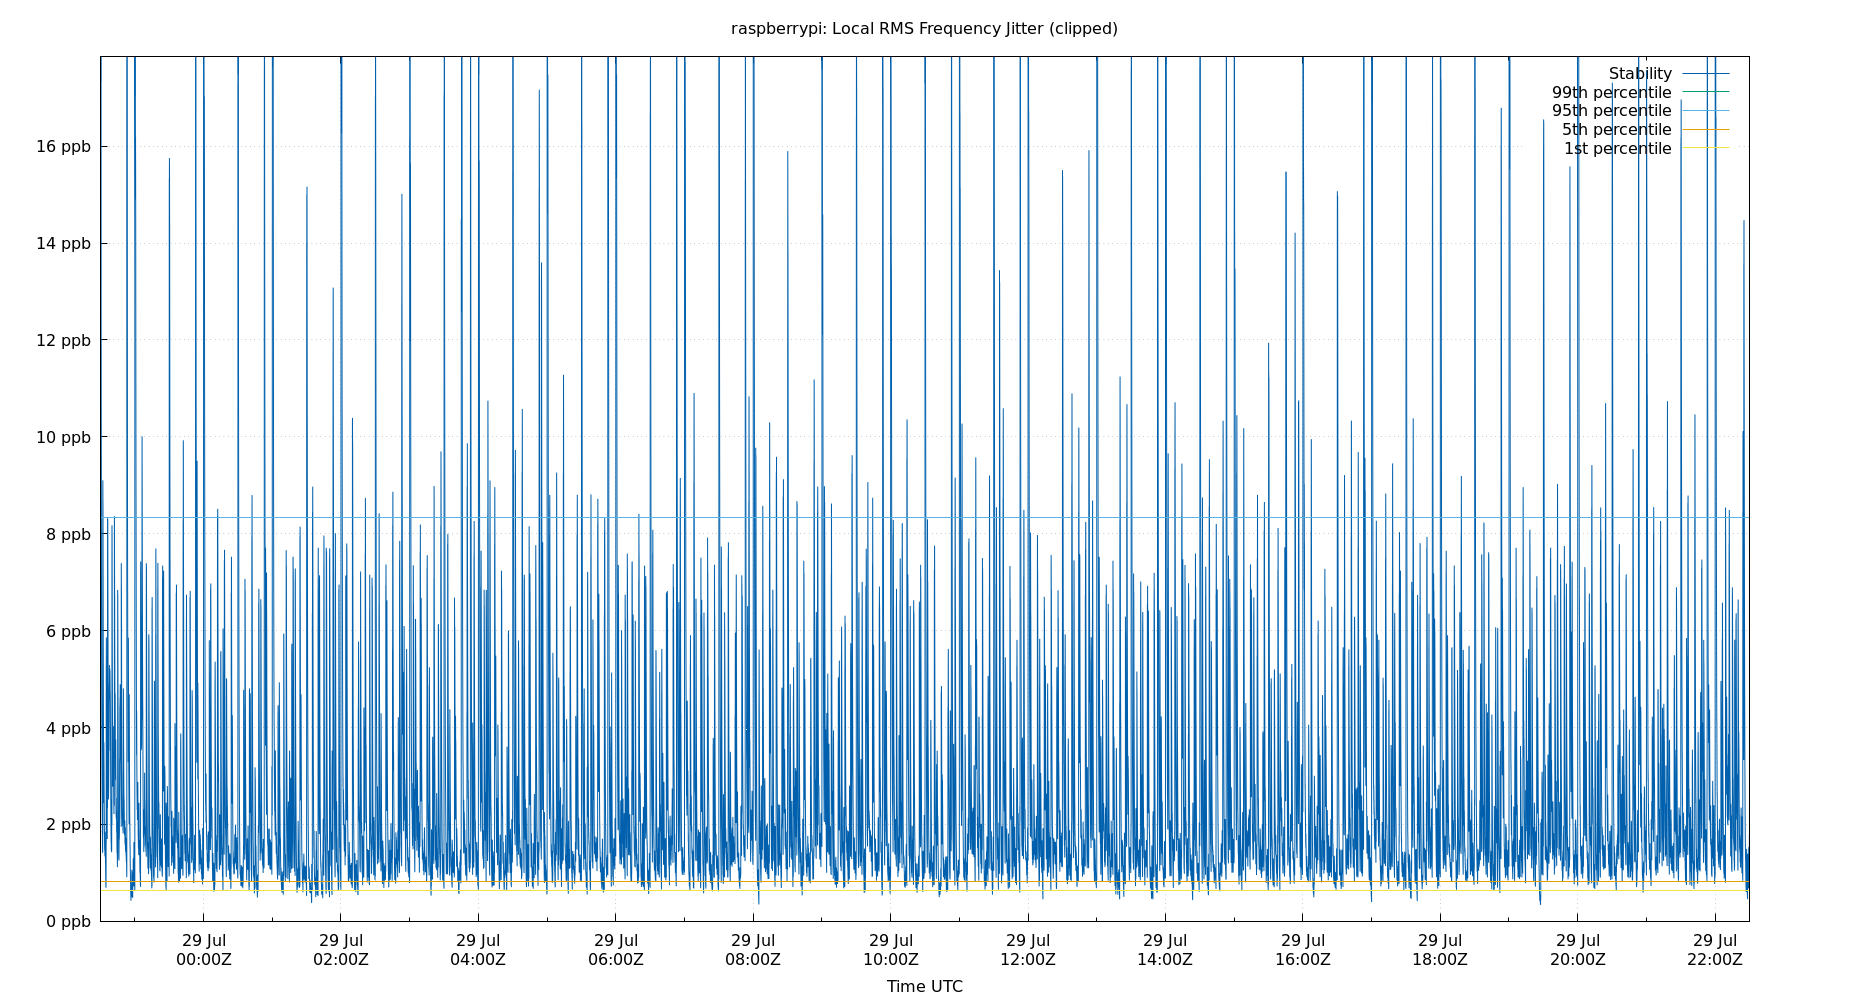 raspberrypi: Local RMS Frequency Jitter (clipped)
Stability
99th percentile
95th percentile
5th percentile
1st percentile
16 ppb
14 ppb
12 ppb
10 ppb
8 ppb
6 ppb
4 ppb
2 ppb
0 ppb
29 Jul 29 Jul 29 Jul 29 Jul 29 Jul 29 Jul 29 Jul 29 Jul 29 Jul 29 Jul 29 Jul 29 Jul
00:00Z 02:00Z 04:00Z 06:00Z 08:00Z 10:00Z 12:00Z 14:00Z 16:00Z 18:00Z 20:00Z 22:00Z
Time UTC